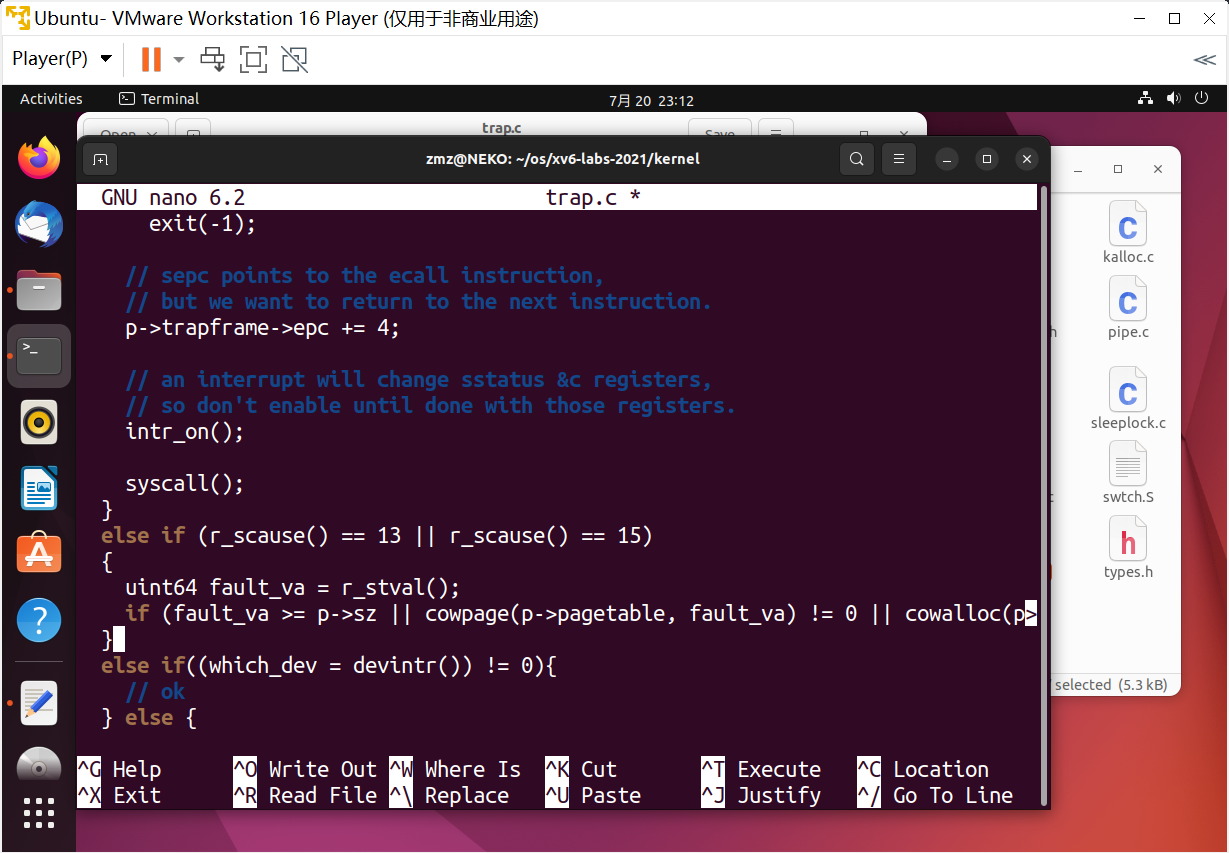 Ubuntu- VMware Workstation 16 Player (仅用于非商业用途)
Player(P)
Activities
Terminal
7月 20 23:12
Open
trap.c
Save
zmz@NEKO: ~/os/xv6-labs-2021/kernel
GNU nano 6.2
trap.c *
exit(-1);
// sepc points to the ecall instruction,
// but we want to return to the next instruction.
p->trapframe->epc += 4;
// an interrupt will change sstatus &c registers,
// so don't enable until done with those registers.
intr_on();
syscall();
}
else if (r_scause() == 13 || r_scause() == 15)
{
uint64 fault_va = r_stval();
if (fault_va >= p->sz || cowpage(p->pagetable, fault_va) != 0 || cowalloc(p>
}
else if((which_dev = devintr()) != 0){
// ok
} else {
^G Help
^O Write Out
^W Where Is
^K Cut
^T Execute
^C Location
^X Exit
^R Read File
^\ Replace
^U Paste
^J Justify
^/ Go To Line
kalloc.c
pipe.c
sleeplock.c
swtch.S
types.h
selected (5.3 kB)